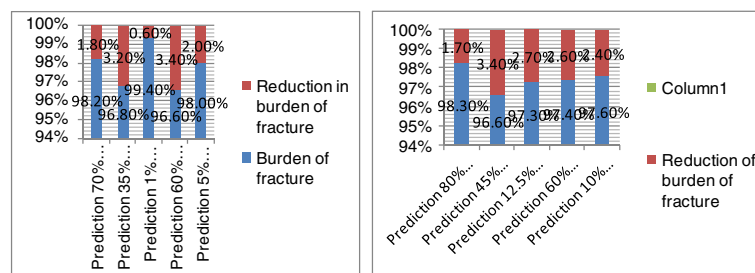 100%
99%
98%
97%
96%
95%
94%
1.80%
3.20%
0.60%
3.40%
2.00%
98.20%
96.80%
99.40%
96.60%
98.00%
Prediction 70 %...
Prediction 35 %...
Prediction 1%...
Prediction 60%...
Prediction 5%...
Reduction in
burden of
fracture
Burden of
fracture
100%
99%
98%
97%
96%
95%
94%
1.70%
3.40%
2.70%
2.60%
2.40%
98.30%
96.60%
97.30%
97.40%
97.60%
Prediction 80%...
Prediction 45%...
Prediction 12.5%...
Prediction 60%...
Prediction 10%...
Column1
Reduction of
burden of
fracture